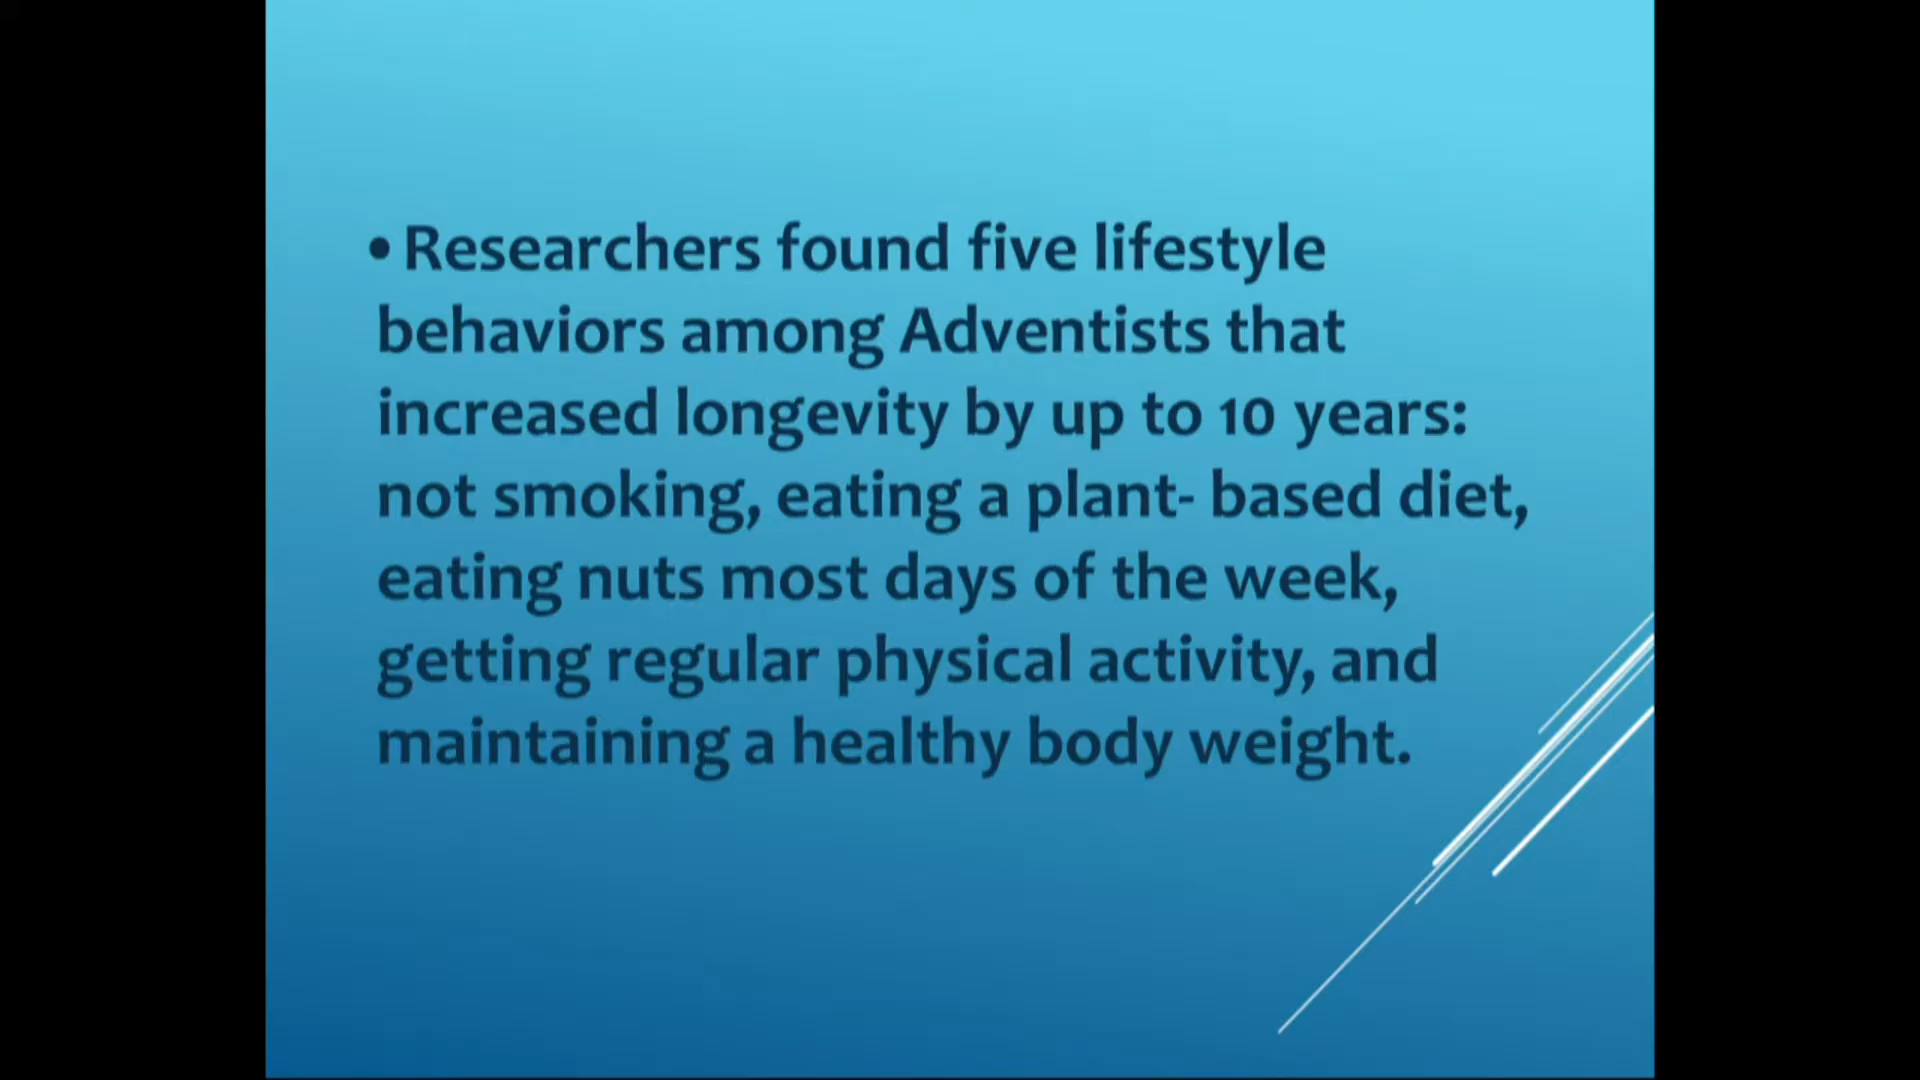 • Researchers found five lifestyle
behaviors among Adventists that
increased longevity by up to 10 years:
not smoking, eating a plant- based diet,
eating nuts most days of the week,
getting regular physical activity, and
maintaining a healthy body weight.